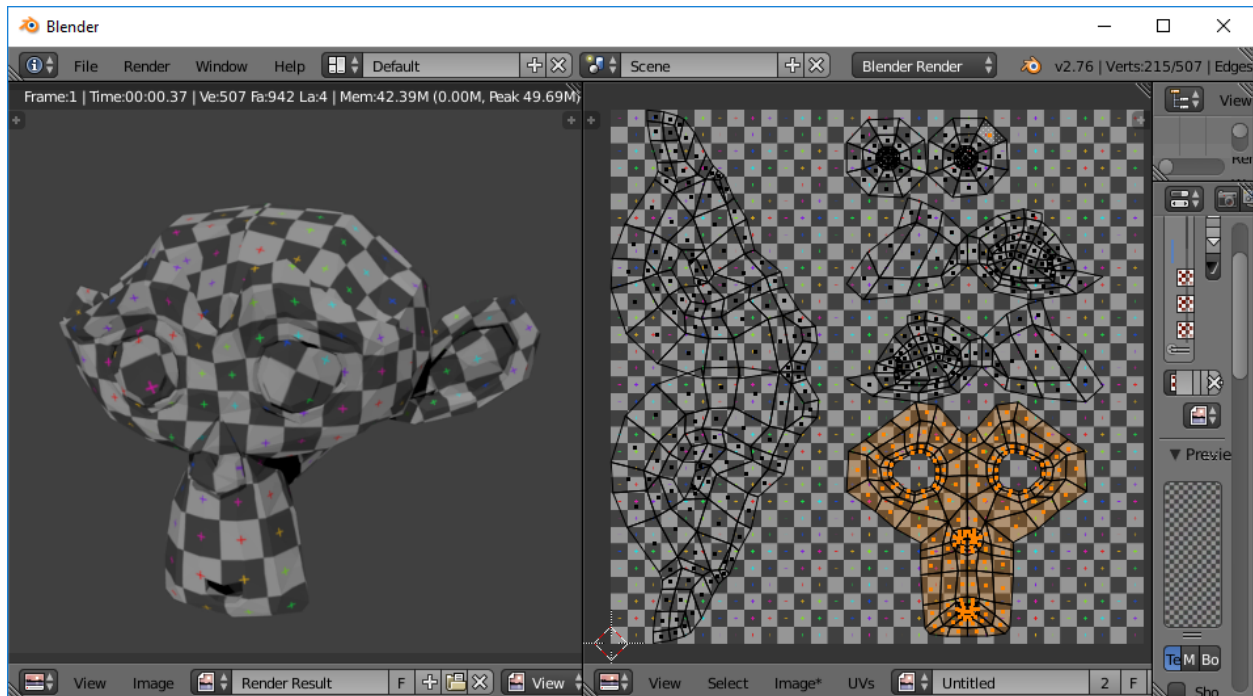 Blender
File Render Window Help Default Scene Blender Render v2.76 | Verts:215/507 | Edges
Frame:1 | Time:00:00.37 | Ve:507 Fa:942 La:4 | Mem:42.39M (0.00M, Peak 49.69M)
View
Previe
Te M Bo
View Image Render Result F View
View Select Image* UVs Untitled 2 F
Sho